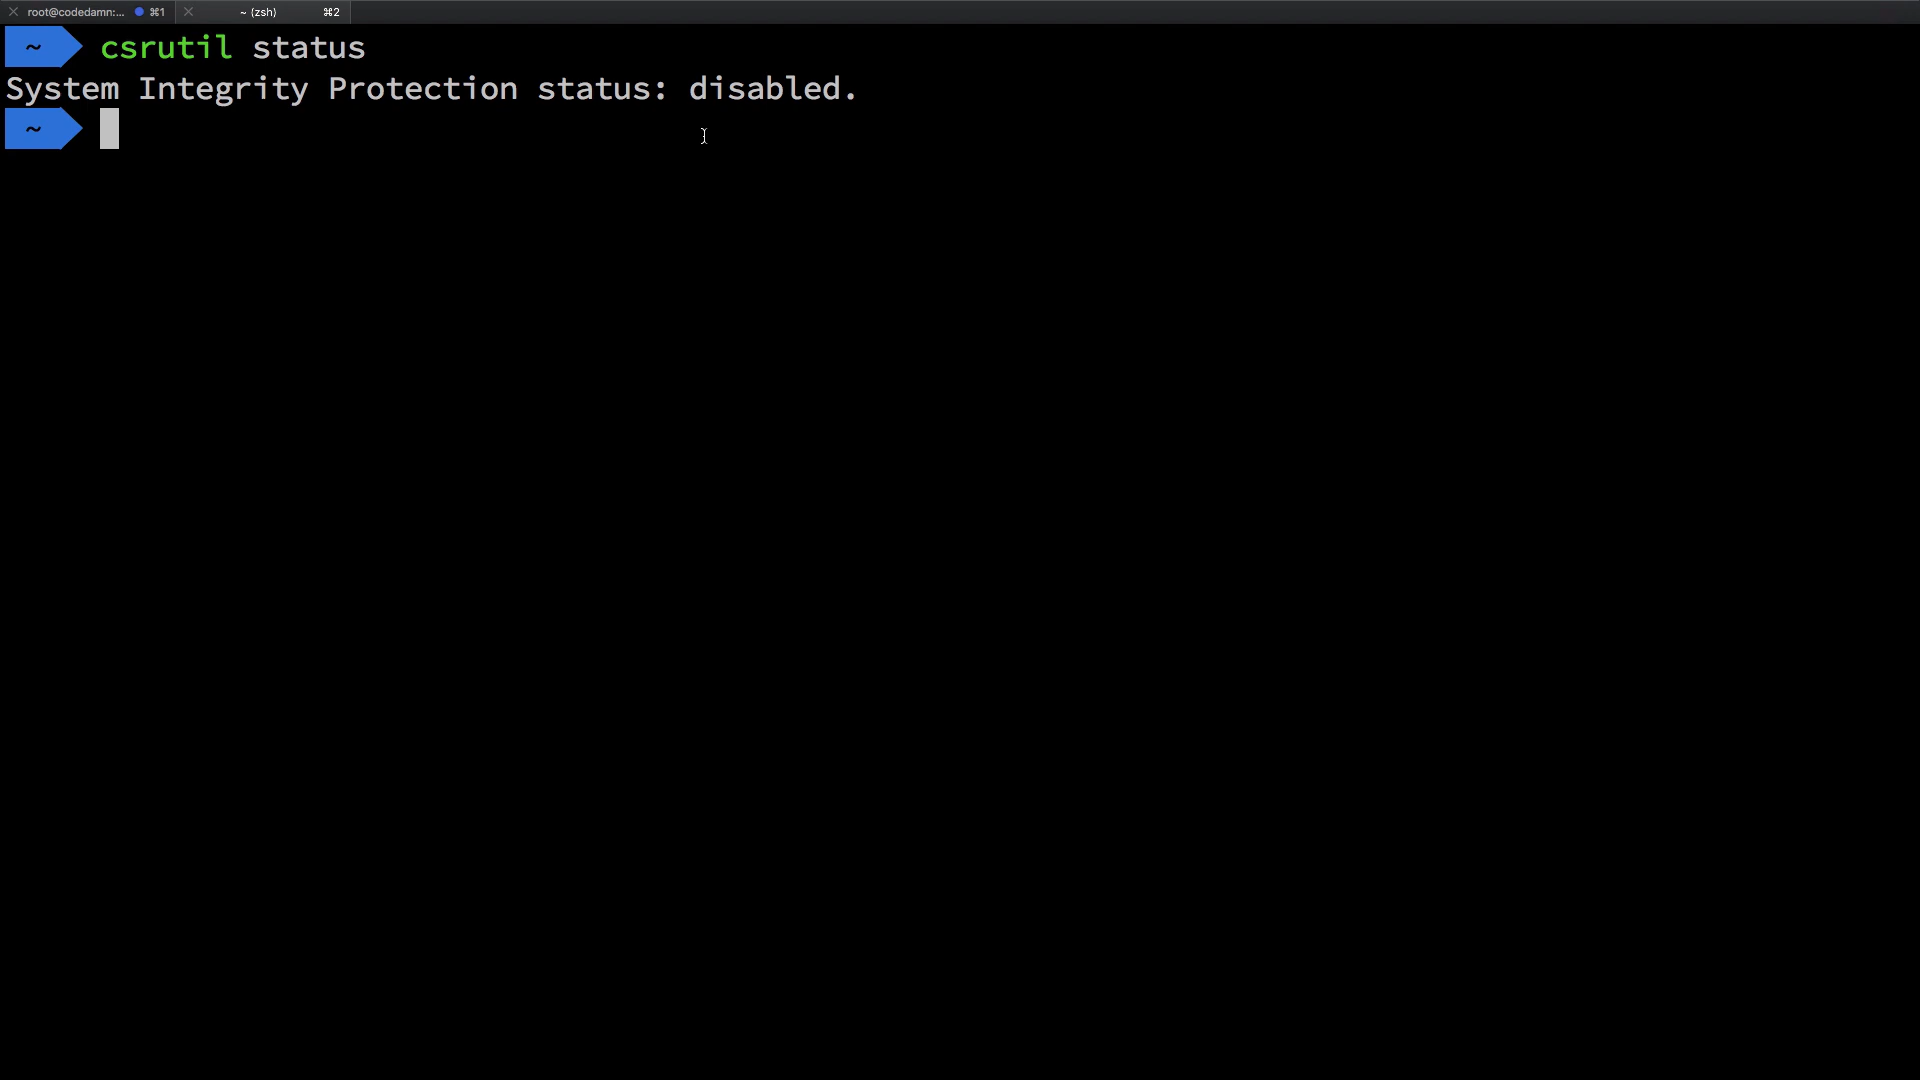 root@codedamn:... ⌘1 ~ (zsh) ⌘2
~ csrutil status
System Integrity Protection status: disabled.
~